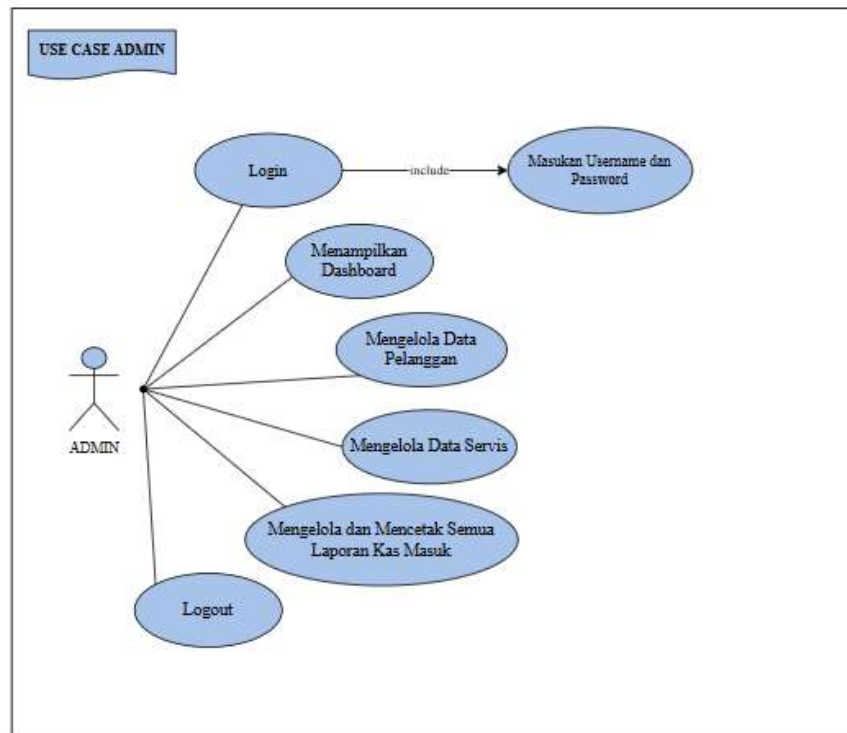 USE CASE ADMIN
Login
include
Masukan Username dan
Password
Menampilkan
Dashboard
Mengelola Data
Pelanggan
ADMIN
Mengelola Data Servis
Mengelola dan Mencetak Semua
Laporan Kas Masuk
Logout